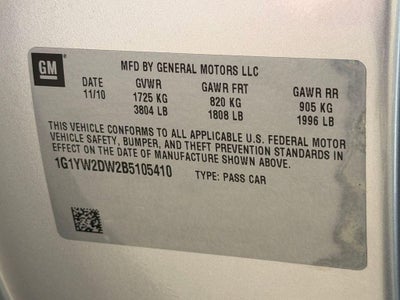 GM
MFD BY GENERAL MOTORS LLC
DATE GVWR GAWR FRT GAWR RR
11/10 1725 KG 820 KG 905 KG
3804 LB 1808 LB 1996 LB
THIS VEHICLE CONFORMS TO ALL APPLICABLE U.S. FEDERAL MOTOR
VEHICLE SAFETY, BUMPER, AND THEFT PREVENTION STANDARDS IN
EFFECT ON THE DATE OF MANUFACTURE SHOWN ABOVE.
1G1YW2DW2B5105410 TYPE: PASS CAR